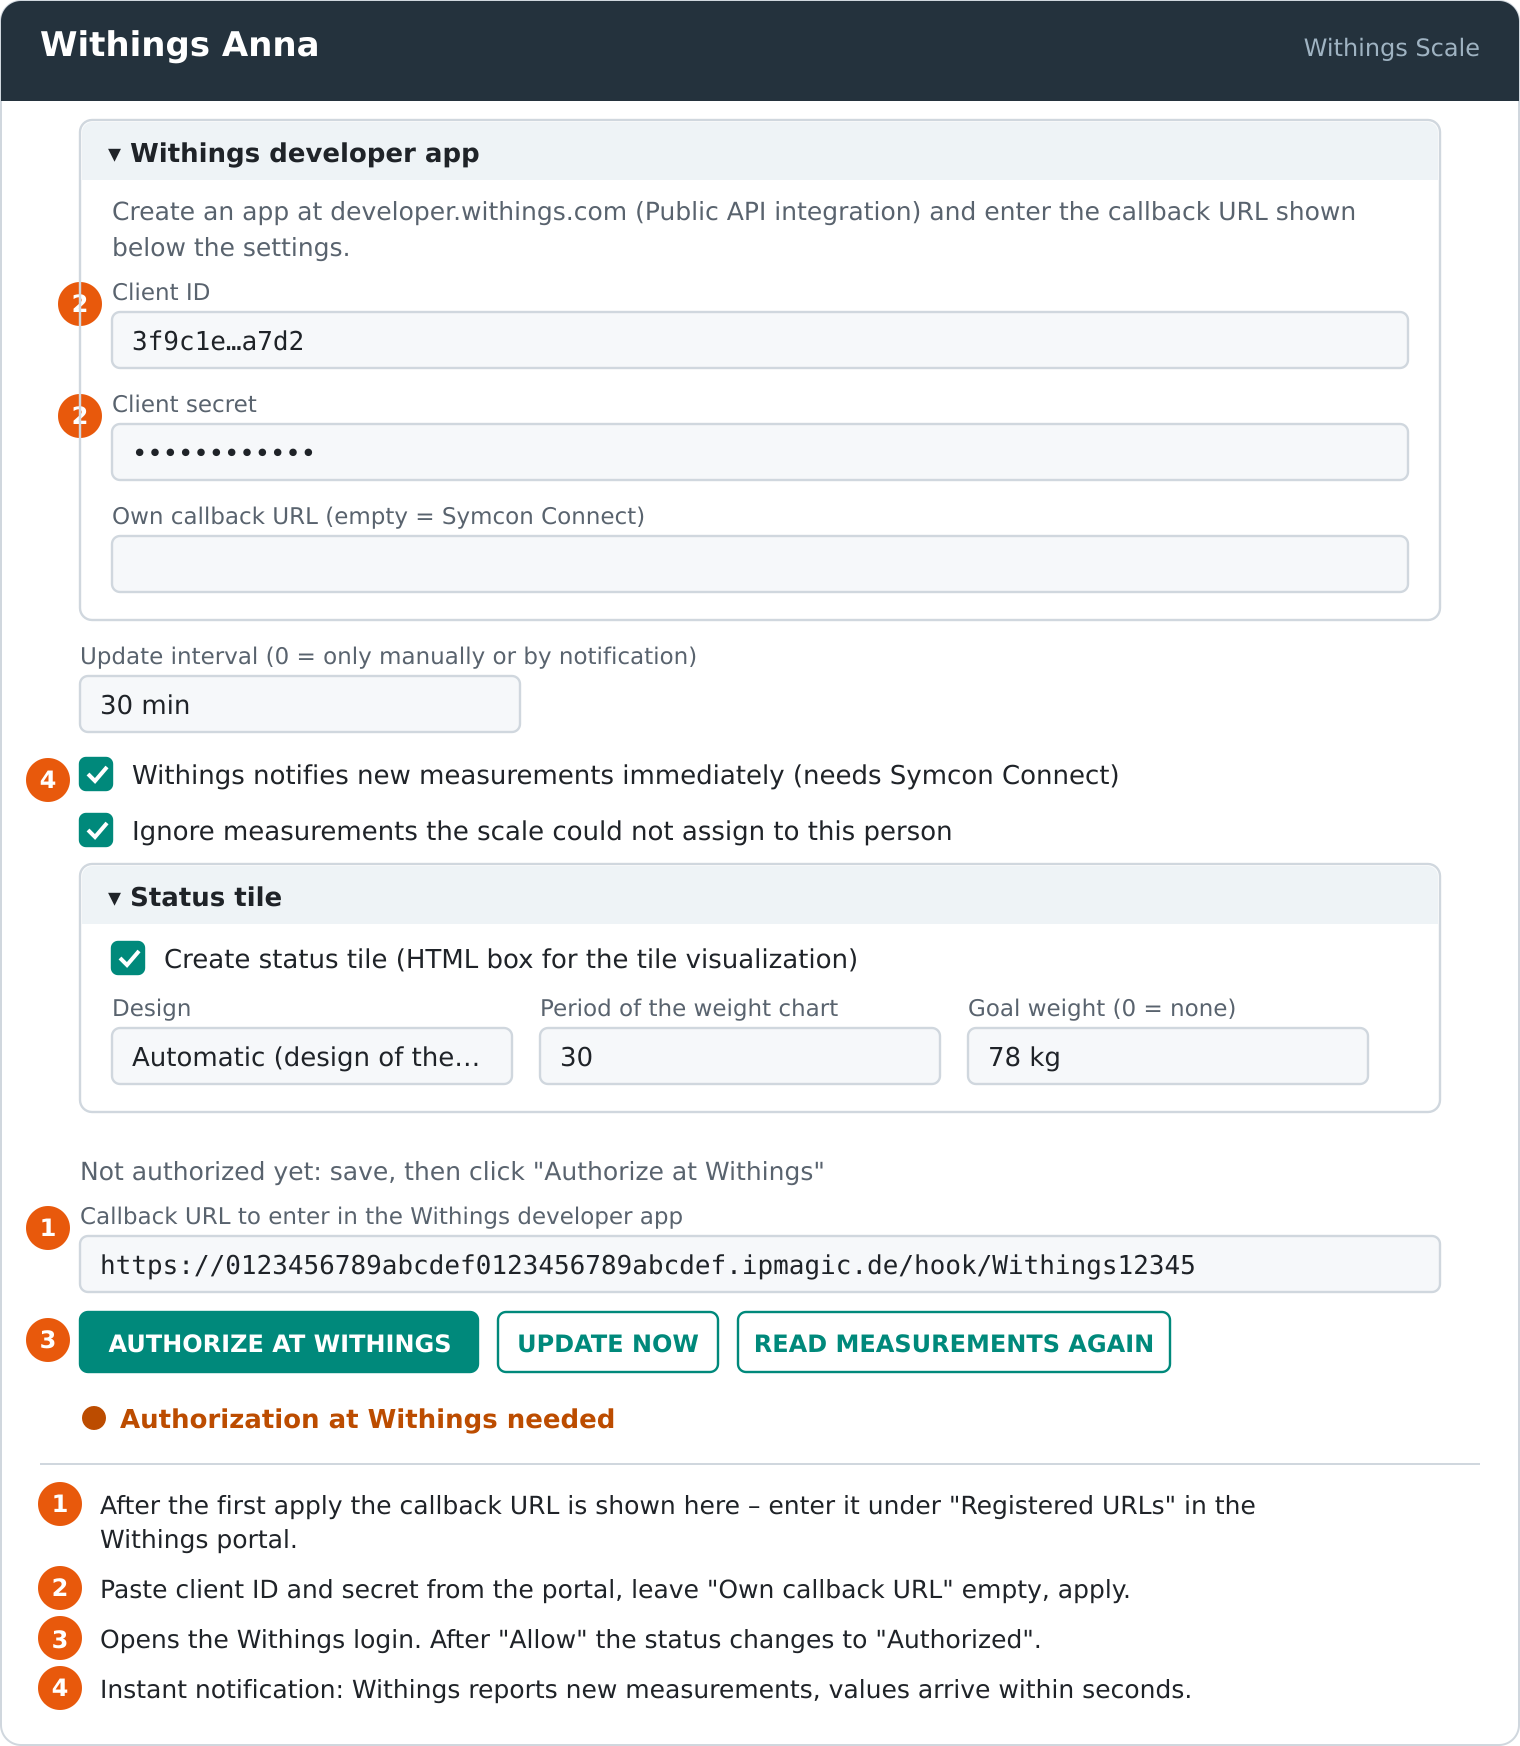 Withings Anna
Withings Scale
▾ Withings developer app
Create an app at developer.withings.com (Public API integration) and enter the callback URL shown
below the settings.
2 Client ID
3f9c1e…a7d2
2 Client secret
••••••••••••
Own callback URL (empty = Symcon Connect)
Update interval (0 = only manually or by notification)
30 min
4 Withings notifies new measurements immediately (needs Symcon Connect)
Ignore measurements the scale could not assign to this person
▾ Status tile
Create status tile (HTML box for the tile visualization)
Design Period of the weight chart Goal weight (0 = none)
Automatic (design of the… 30 78 kg
Not authorized yet: save, then click "Authorize at Withings"
1 Callback URL to enter in the Withings developer app
https://0123456789abcdef0123456789abcdef.ipmagic.de/hook/Withings12345
3 AUTHORIZE AT WITHINGS UPDATE NOW READ MEASUREMENTS AGAIN
Authorization at Withings needed
1 After the first apply the callback URL is shown here – enter it under "Registered URLs" in the
Withings portal.
2 Paste client ID and secret from the portal, leave "Own callback URL" empty, apply.
3 Opens the Withings login. After "Allow" the status changes to "Authorized".
4 Instant notification: Withings reports new measurements, values arrive within seconds.